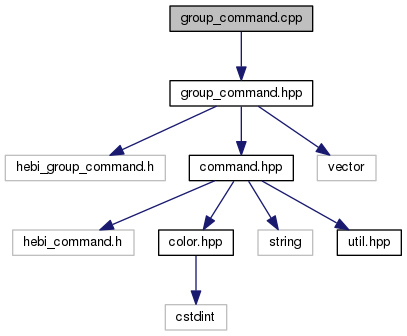 group_command.cpp
group_command.hpp
hebi_group_command.h
command.hpp
vector
hebi_command.h
color.hpp
string
util.hpp
cstdint